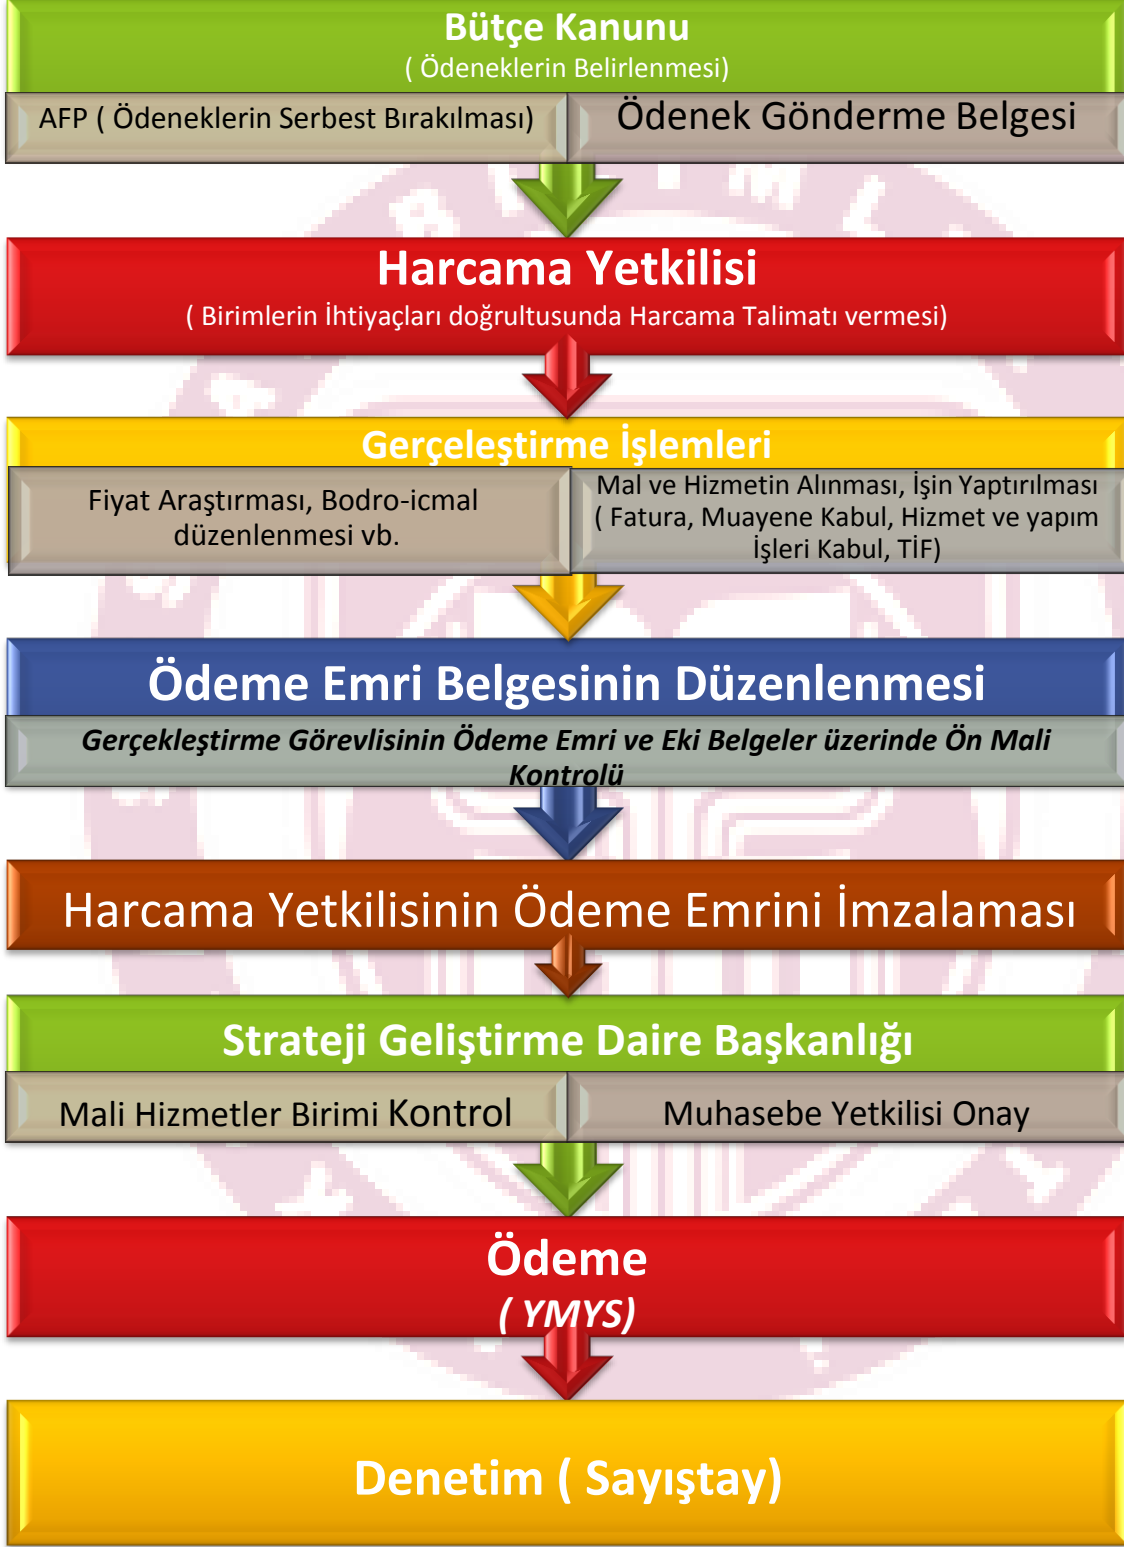 Bütçe Kanunu
( Ödeneklerin Belirlenmesi)
AFP ( Ödeneklerin Serbest Bırakılması)
Ödenek Gönderme Belgesi
Harcama Yetkilisi
( Birimlerin İhtiyaçları doğrultusunda Harcama Talimatı vermesi)
Gerçeleştirme İşlemleri
Fiyat Araştırması, Bodro-icmal
düzenlenmesi vb.
Mal ve Hizmetin Alınması, İşin Yaptırılması
( Fatura, Muayene Kabul, Hizmet ve yapım
İşleri Kabul, TİF)
Ödeme Emri Belgesinin Düzenlenmesi
Gerçekleştirme Görevlisinin Ödeme Emri ve Eki Belgeler üzerinde Ön Mali
Kontrolü
Harcama Yetkilisinin Ödeme Emrini İmzalaması
Strateji Geliştirme Daire Başkanlığı
Mali Hizmetler Birimi Kontrol
Muhasebe Yetkilisi Onay
Ödeme
( YMYS)
Denetim ( Sayıştay)